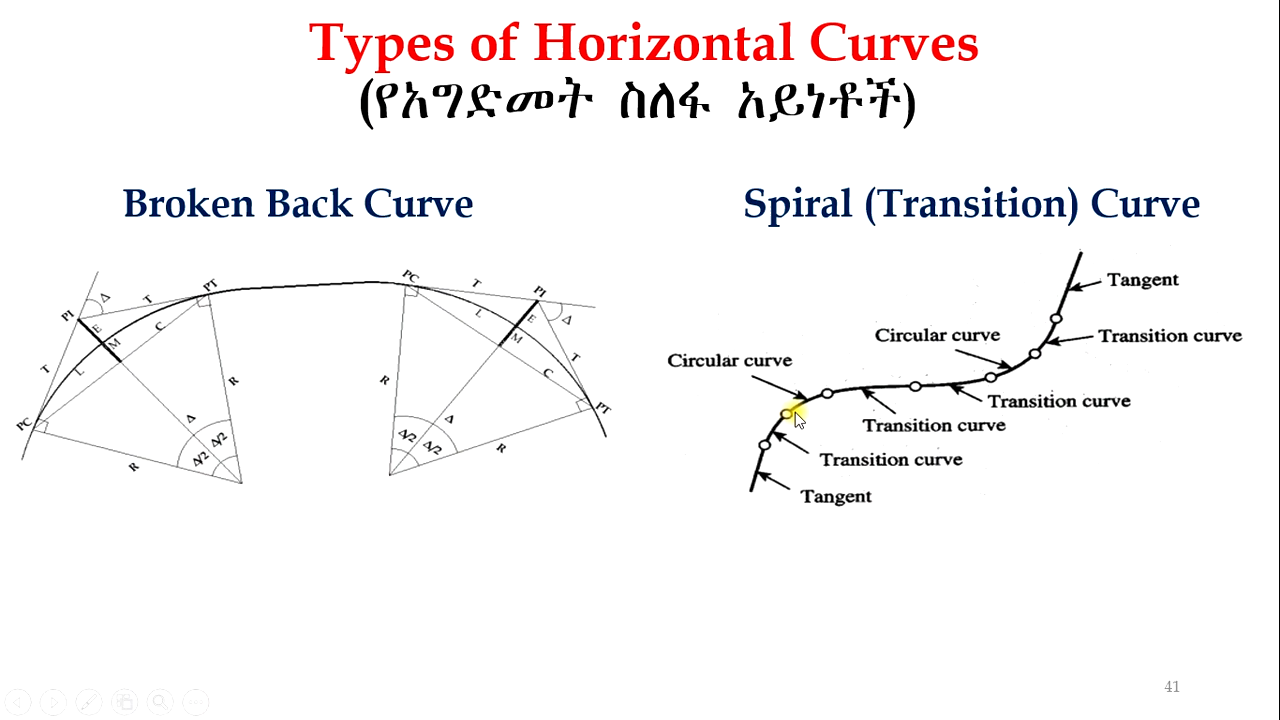 Types of Horizontal Curves
(የአግድመት ስለፋ አይነቶች)
Broken Back Curve
Spiral (Transition) Curve
PI
Δ
T
PT
E
M
C
T
L
PC
R
R
Δ
Δ/2
Δ/2
PC
T
PI
L
E
Δ
M
T
C
PT
R
R
Δ
Δ/2
Δ/2
Tangent
Circular curve
Transition curve
Circular curve
Transition curve
Transition curve
Transition curve
Tangent
41